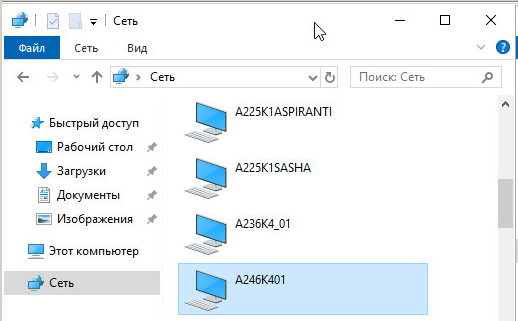 Сеть
Файл Сеть Вид
Сеть
Поиск: Сеть
Быстрый доступ
Рабочий стол
Загрузки
Документы
Изображения
Этот компьютер
Сеть
A225K1ASPIRANTI
A225K1SASHA
A236K4_01
A246K401